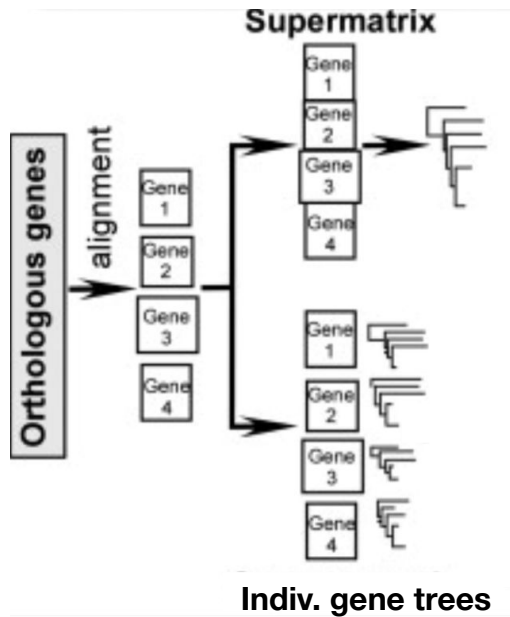 Supermatrix
Orthologous genes
alignment
Gene
1
Gene
2
Gene
3
Gene
4
Gene
1
Gene
2
Gene
3
Gene
4
Gene
1
Gene
2
Gene
3
Gene
4
Indiv. gene trees